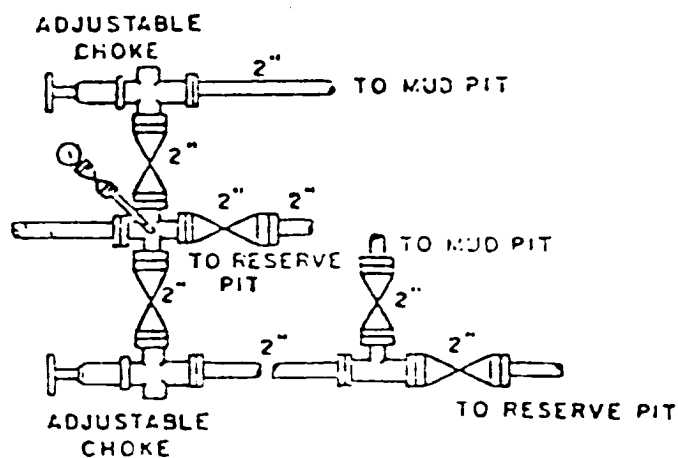 ADJUSTABLE
CHOKE
2"
TO MUD PIT
2"
2"
2"
TO RESERVE
PIT
TO MUD PIT
2"
2"
2"
2"
TO RESERVE PIT
ADJUSTABLE
CHOKE